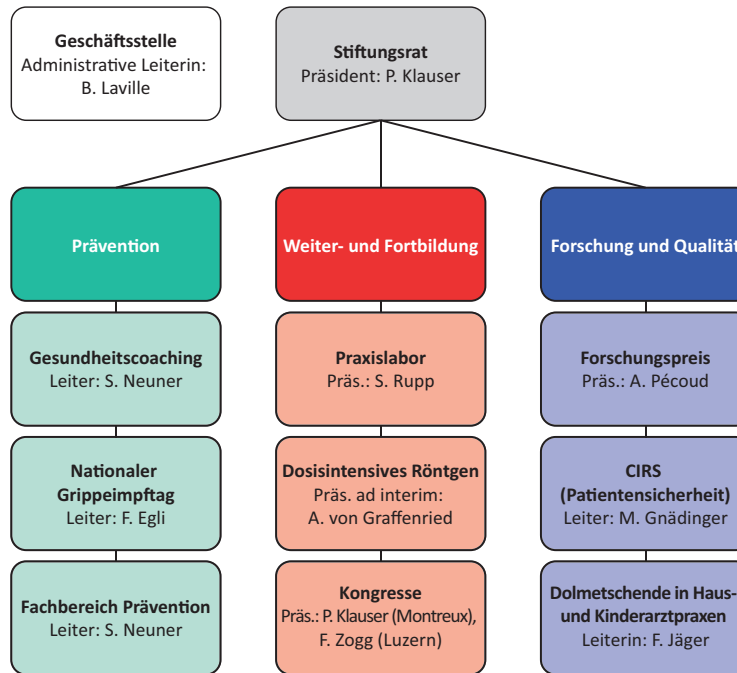 Geschäftsstelle
Administrative Leiterin:
B. Laville
Stiftungsrat
Präsident: P. Klauser
Prävention
Weiter- und Fortbildung
Forschung und Qualität
Gesundheitscoaching
Leiter: S. Neuner
Praxislabor
Präs.: S. Rupp
Forschungspreis
Präs.: A. Pécoud
Nationaler
Grippeimpftag
Leiter: F. Egli
Dosisintensives Röntgen
Präs. ad interim:
A. von Graffenried
CIRS
(Patientensicherheit)
Leiter: M. Gnädinger
Fachbereich Prävention
Leiter: S. Neuner
Kongresse
Präs.: P. Klauser (Montreux),
F. Zogg (Luzern)
Dolmetschende in Haus-
und Kinderarztpraxen
Leiterin: F. Jäger